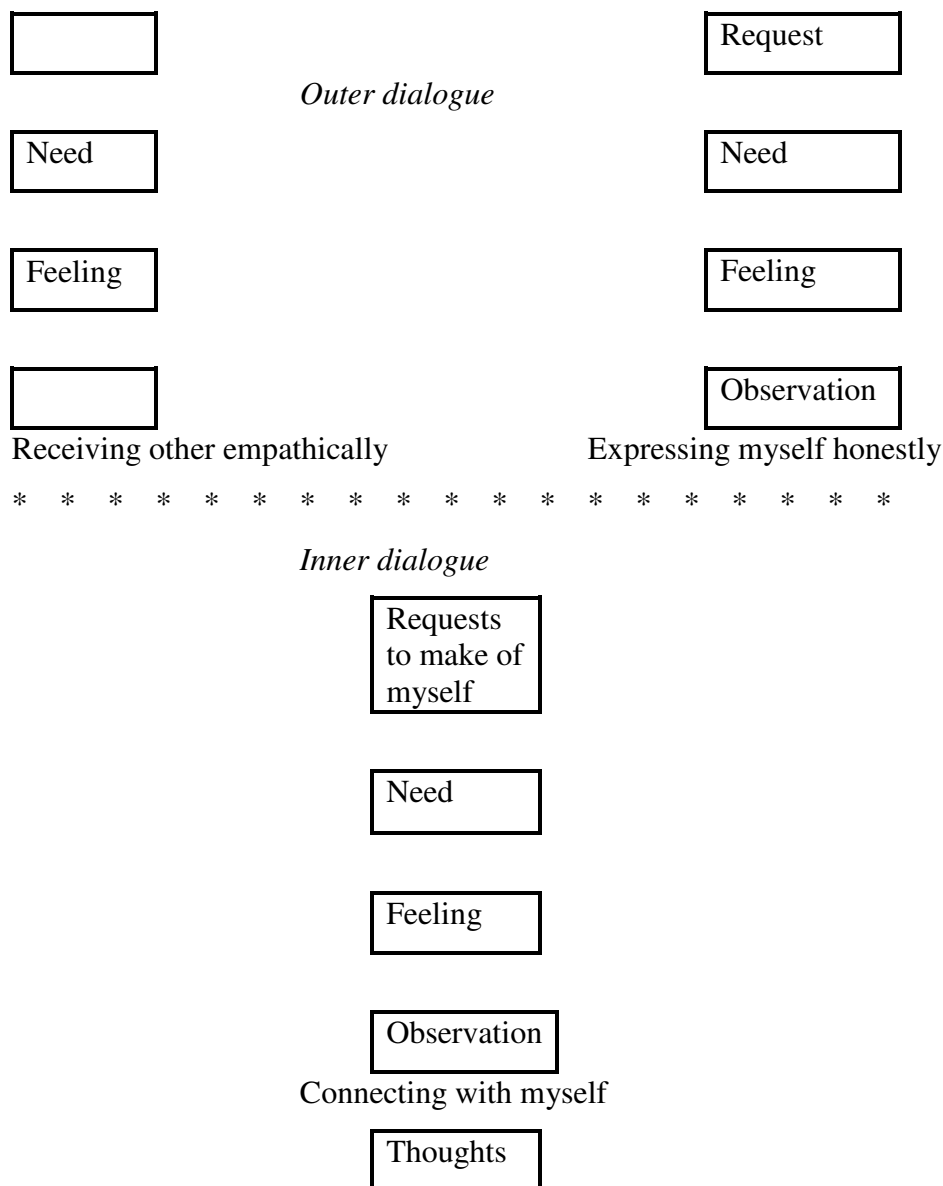 Request
Outer dialogue
Need Need
Feeling Feeling
Observation
Receiving other empathically Expressing myself honestly
* * * * * * * * * * * * * * * * * * *
Inner dialogue
Requests
to make of
myself
Need
Feeling
Observation
Connecting with myself
Thoughts